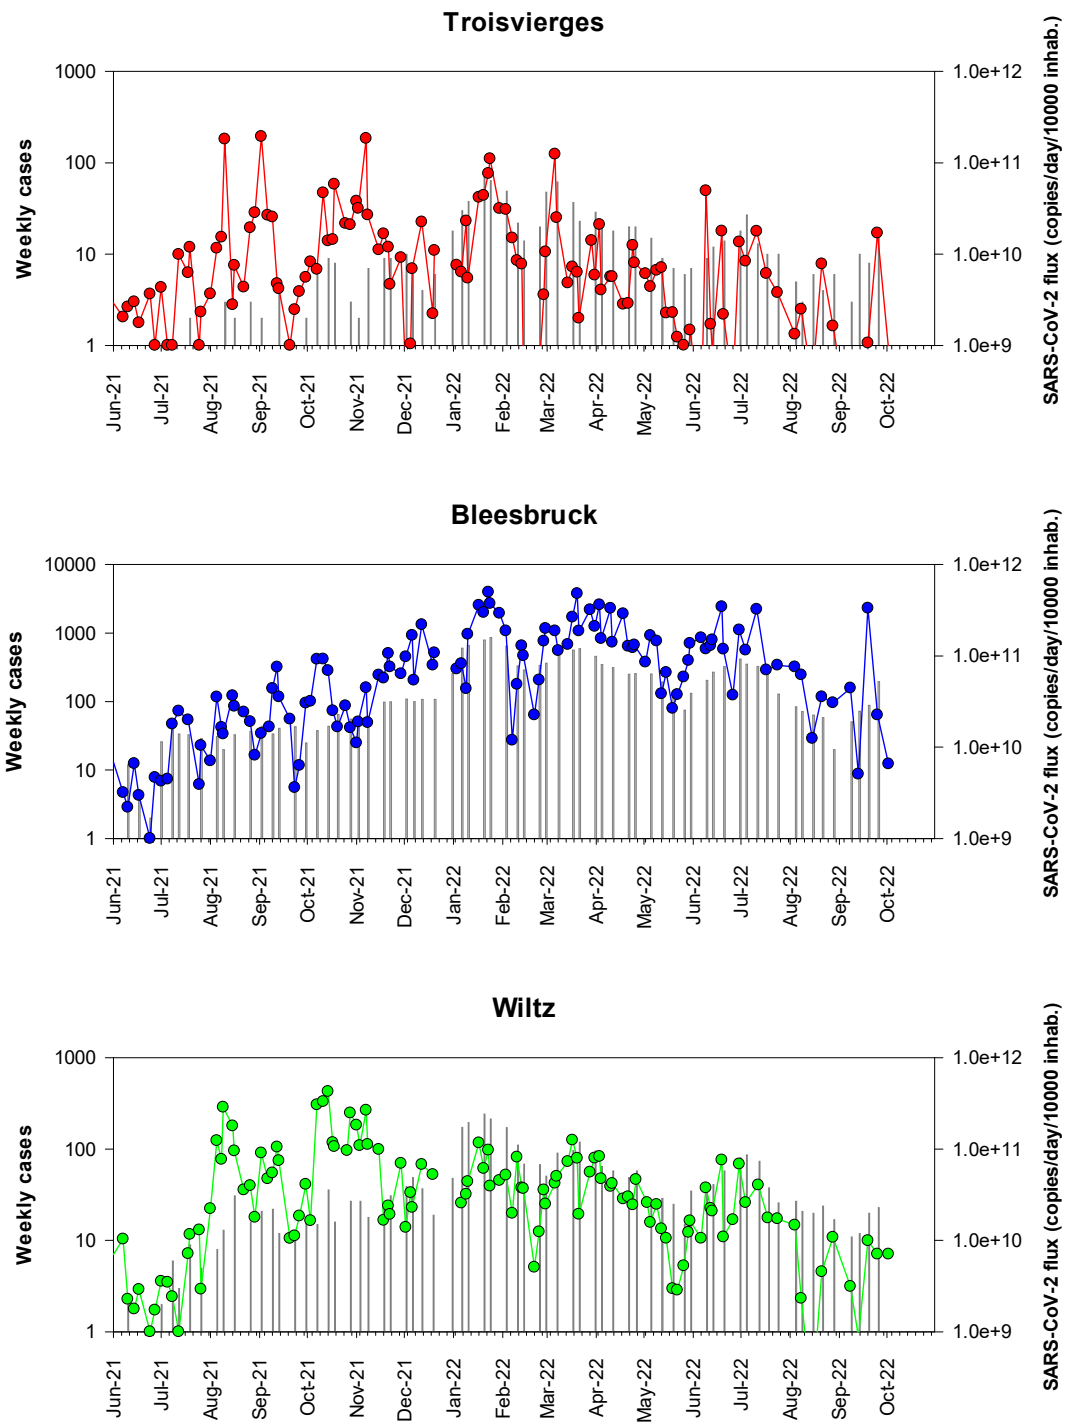 Troisvierges
Weekly cases
1000
100
10
1
1.0e+12
1.0e+11
1.0e+10
1.0e+9
SARS-CoV-2 flux (copies/day/10000 inhab.)
Jun-21
Jul-21
Aug-21
Sep-21
Oct-21
Nov-21
Dec-21
Jan-22
Feb-22
Mar-22
Apr-22
May-22
Jun-22
Jul-22
Aug-22
Sep-22
Oct-22
Bleesbruck
Weekly cases
10000
1000
100
10
1
1.0e+12
1.0e+11
1.0e+10
1.0e+9
SARS-CoV-2 flux (copies/day/10000 inhab.)
Jun-21
Jul-21
Aug-21
Sep-21
Oct-21
Nov-21
Dec-21
Jan-22
Feb-22
Mar-22
Apr-22
May-22
Jun-22
Jul-22
Aug-22
Sep-22
Oct-22
Wiltz
Weekly cases
1000
100
10
1
1.0e+12
1.0e+11
1.0e+10
1.0e+9
SARS-CoV-2 flux (copies/day/10000 inhab.)
Jun-21
Jul-21
Aug-21
Sep-21
Oct-21
Nov-21
Dec-21
Jan-22
Feb-22
Mar-22
Apr-22
May-22
Jun-22
Jul-22
Aug-22
Sep-22
Oct-22